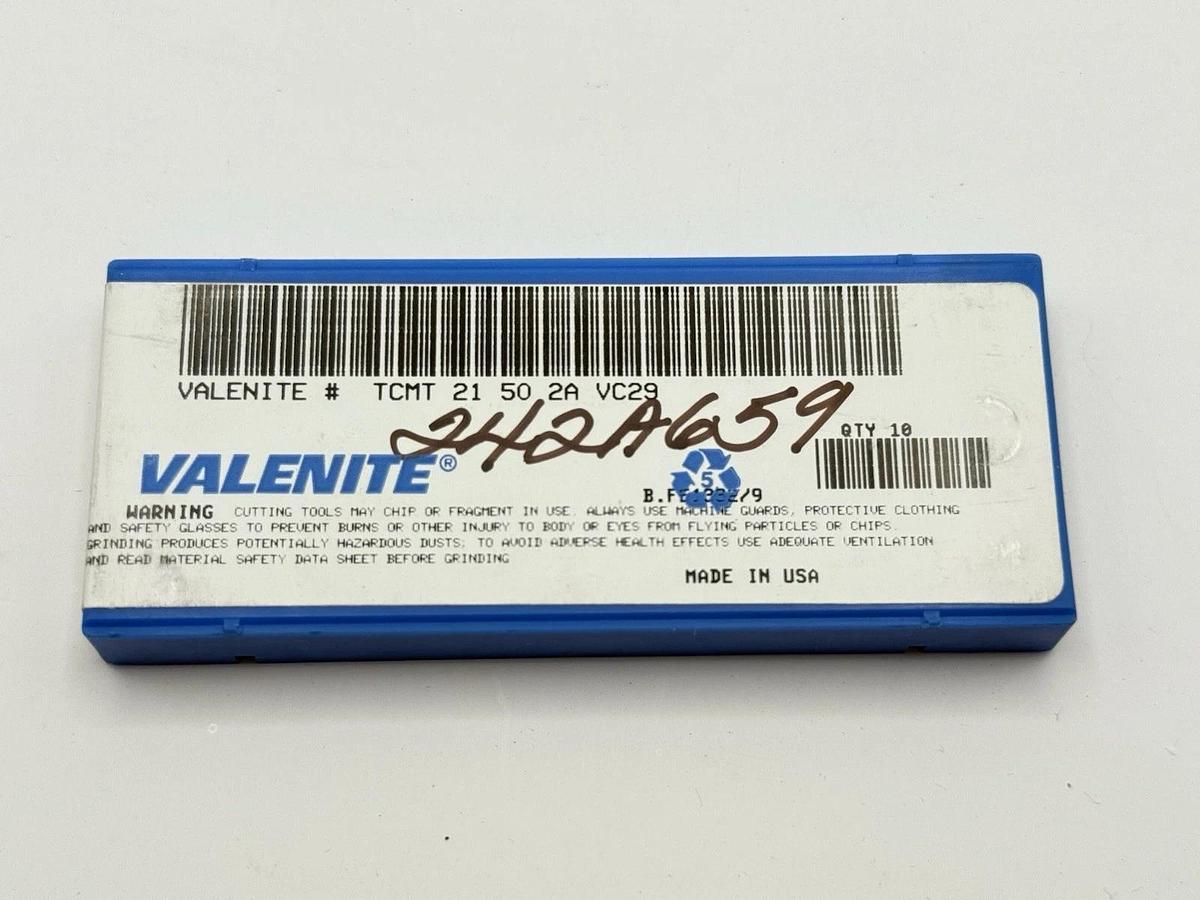 VALENITE # TCMT 21 50 2A VC29
242A659
QTY 10
VALENITE®
5
WARNING CUTTING TOOLS MAY CHIP OR FRAGMENT IN USE. ALWAYS USE MACHINE GUARDS, PROTECTIVE CLOTHING
AND SAFETY GLASSES TO PREVENT BURNS OR OTHER INJURY TO BODY OR EYES FROM FLYING PARTICLES OR CHIPS.
GRINDING PRODUCES POTENTIALLY HAZARDOUS DUSTS; TO AVOID ADVERSE HEALTH EFFECTS USE ADEQUATE VENTILATION
AND READ MATERIAL SAFETY DATA SHEET BEFORE GRINDING
MADE IN USA